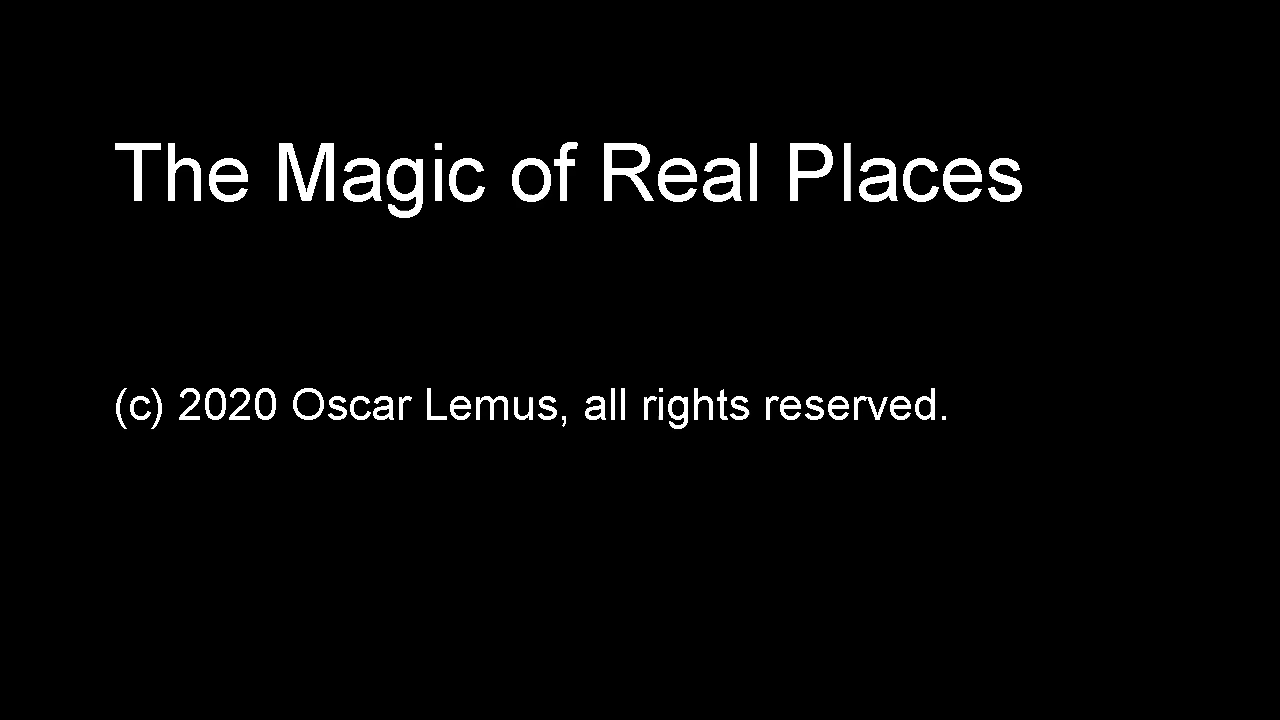 The Magic of Real Places
(c) 2020 Oscar Lemus, all rights reserved.